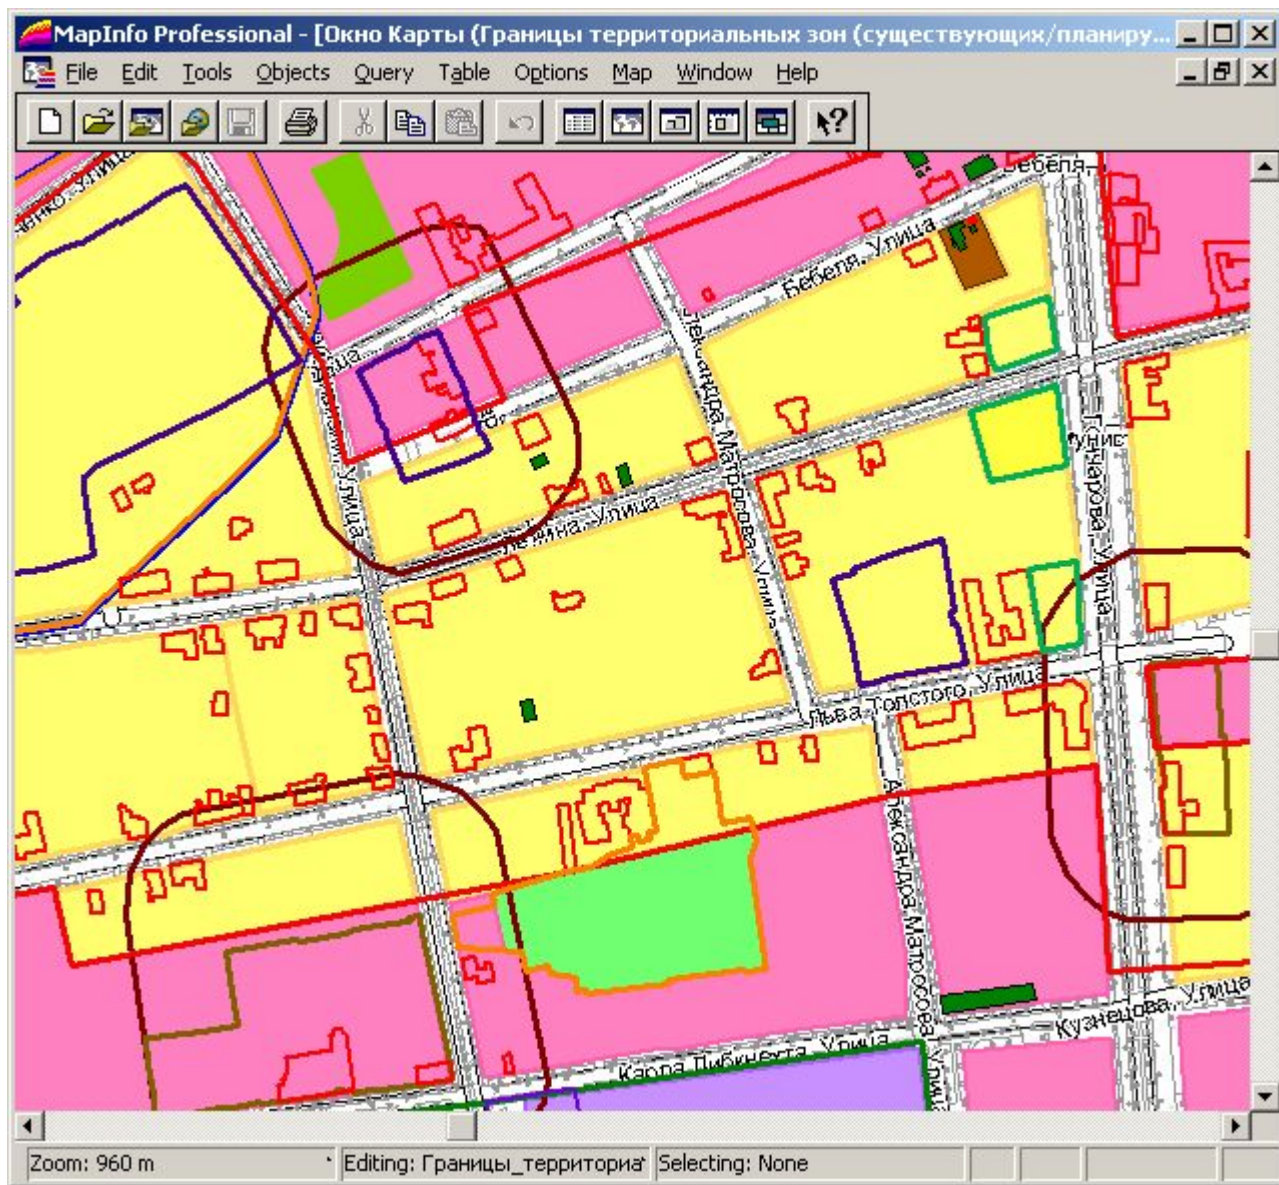 MapInfo Professional - [Окно Карты (Границы территориальных зон (существующих/планиру...
File Edit Tools Objects Query Table Options Map Window Help
Бебеля, Улица
Александра Матросова, Улица
Гончарова, Улица
Ленина, Улица
Улица
Льва Толстого, Улица
Александра Матросова, Улица
Кузнецова, Улица
Карла Либкнехта, Улица
Zoom: 960 m
Editing: Границы_территориа
Selecting: None